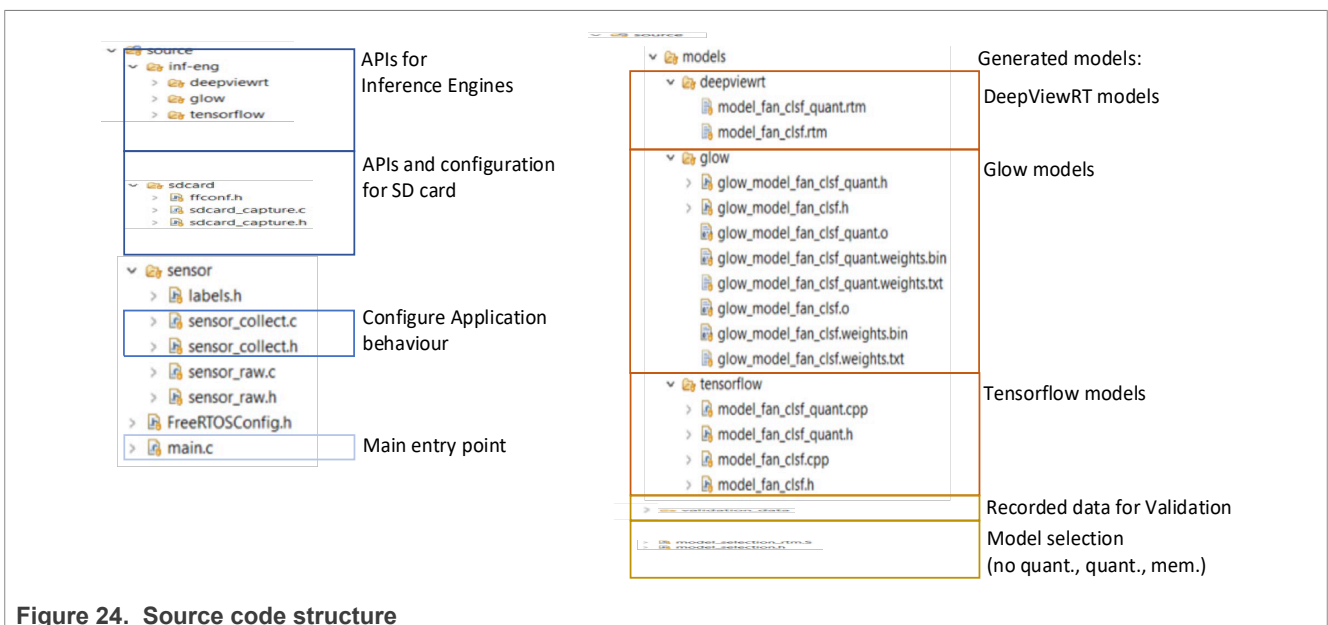 source
inf-eng
deepviewrt
glow
tensorflow
APIs for
Inference Engines
sdcard
ffconf.h
sdcard_capture.c
sdcard_capture.h
APIs and configuration
for SD card
sensor
labels.h
sensor_collect.c
sensor_collect.h
sensor_raw.c
sensor_raw.h
FreeRTOSConfig.h
main.c
Configure Application
behaviour
Main entry point
source
models
deepviewrt
model_fan_clsf_quant.rtm
model_fan_clsf.rtm
glow
glow_model_fan_clsf_quant.h
glow_model_fan_clsf.h
glow_model_fan_clsf_quant.o
glow_model_fan_clsf_quant.weights.bin
glow_model_fan_clsf_quant.weights.txt
glow_model_fan_clsf.o
glow_model_fan_clsf.weights.bin
glow_model_fan_clsf.weights.txt
tensorflow
model_fan_clsf_quant.cpp
model_fan_clsf_quant.h
model_fan_clsf.cpp
model_fan_clsf.h
validation_data
model_selection_rtm.S
model_selection.h
Generated models:
DeepViewRT models
Glow models
Tensorflow models
Recorded data for Validation
Model selection
(no quant., quant., mem.)
Figure 24. Source code structure